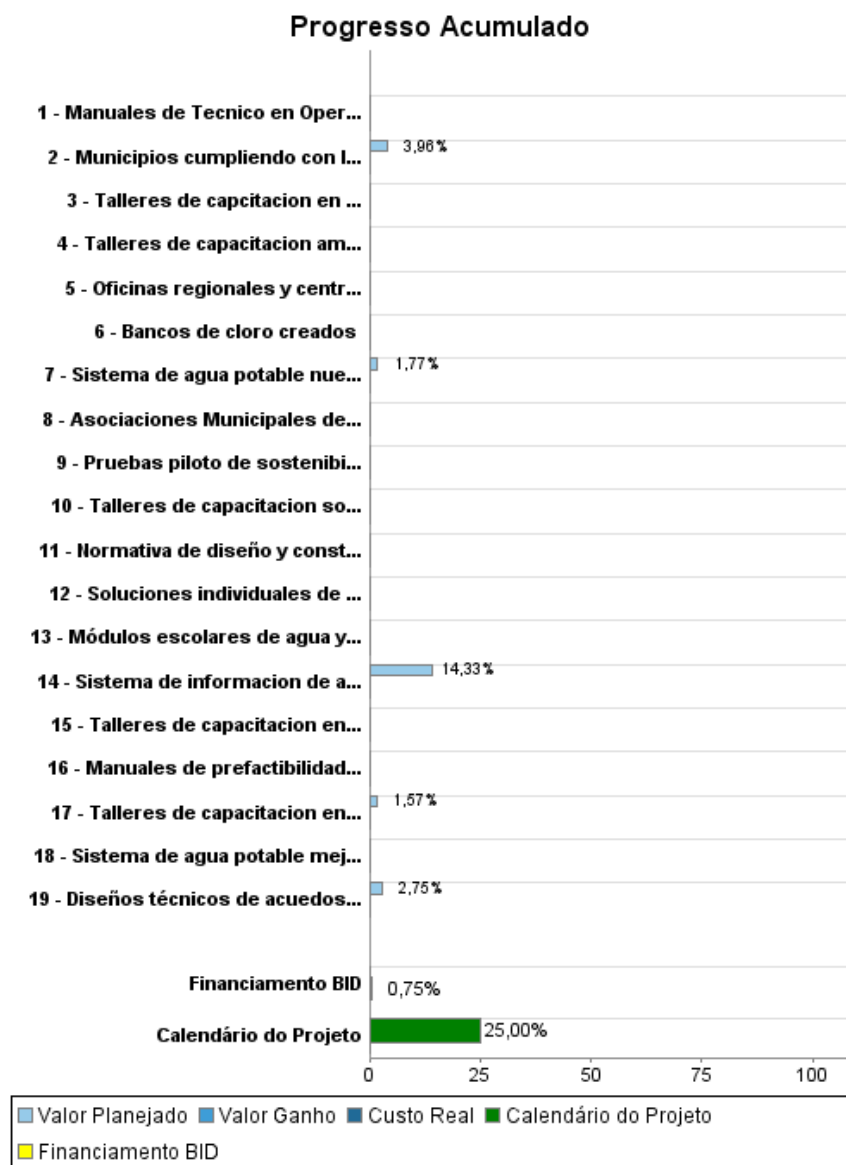 Progresso Acumulado
1 - Manuales de Tecnico en Oper...
3,96%
2 - Municipios cumpliendo con l...
3 - Talleres de capcitacion en ...
4 - Talleres de capacitacion am...
5 - Oficinas regionales y centr...
6 - Bancos de cloro creados
1,77%
7 - Sistema de agua potable nue...
8 - Asociaciones Municipales de...
9 - Pruebas piloto de sostenibi...
10 - Talleres de capacitacion so...
11 - Normativa de diseño y const...
12 - Soluciones individuales de ...
13 - Módulos escolares de agua y...
14,33%
14 - Sistema de informacion de a...
15 - Talleres de capacitacion en...
16 - Manuales de prefactibilidad...
1,57%
17 - Talleres de capacitacion en...
18 - Sistema de agua potable mej...
2,75%
19 - Diseños técnicos de acuedos...
Financiamento BID 0,75%
Calendário do Projeto 25,00%
0 25 50 75 100
Valor Planejado Valor Ganho Custo Real Calendário do Projeto
Financiamento BID